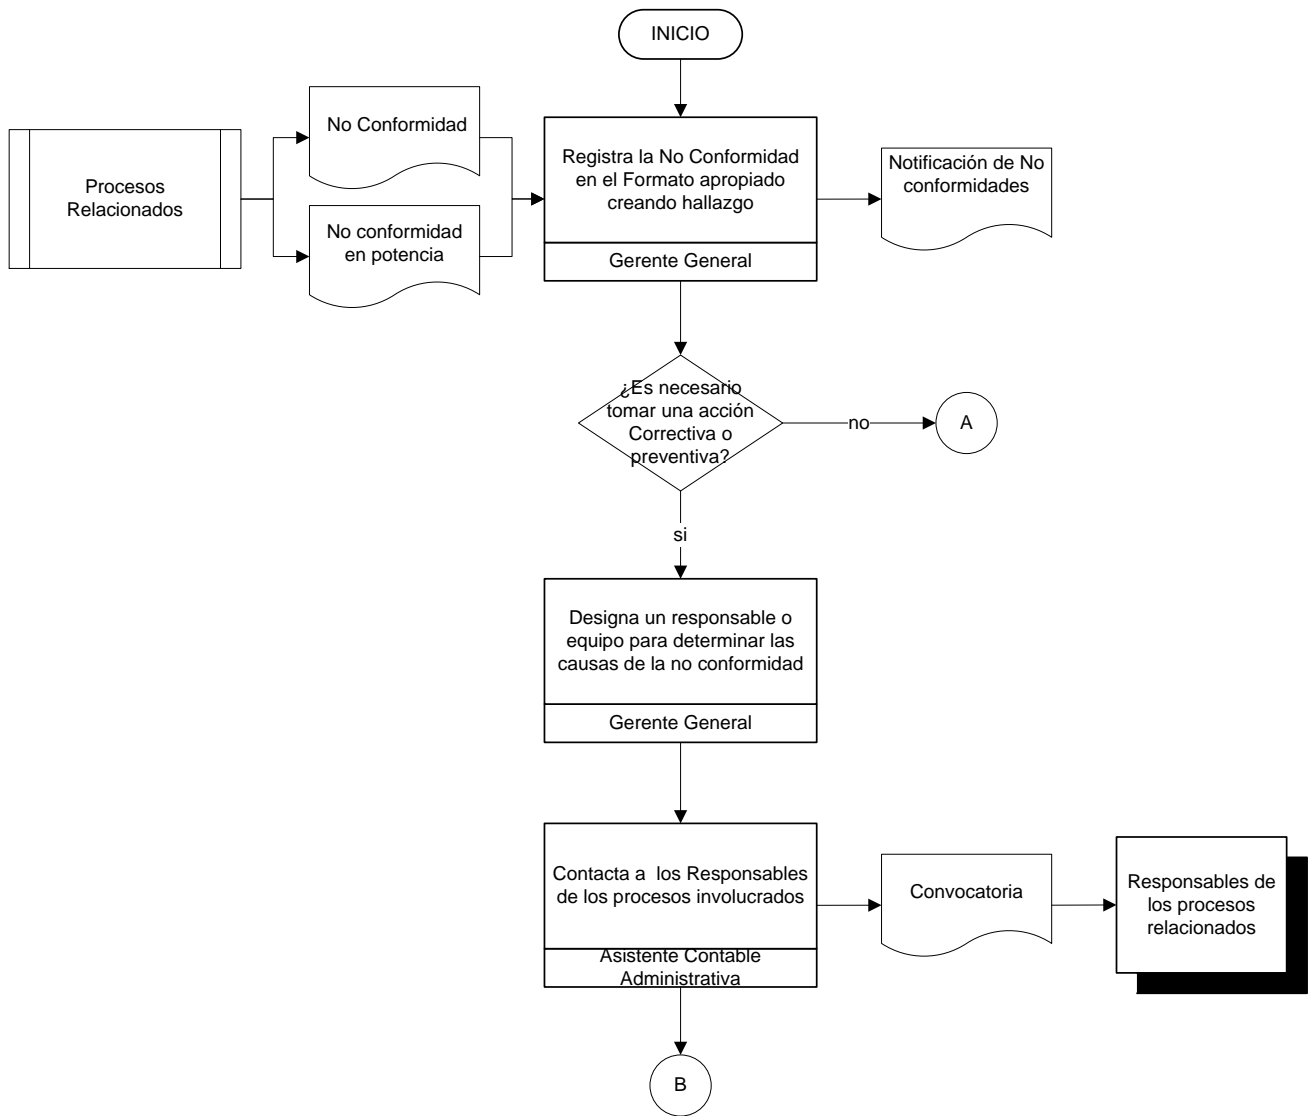 INICIO
Procesos
Relacionados
No Conformidad
No conformidad
en potencia
Registra la No Conformidad
en el Formato apropiado
creando hallazgo
Gerente General
Notificación de No
conformidades
¿Es necesario
tomar una acción
Correctiva o
preventiva?
no
A
si
Designa un responsable o
equipo para determinar las
causas de la no conformidad
Gerente General
Contacta a los Responsables
de los procesos involucrados
Asistente Contable
Administrativa
Convocatoria
Responsables de
los procesos
relacionados
B